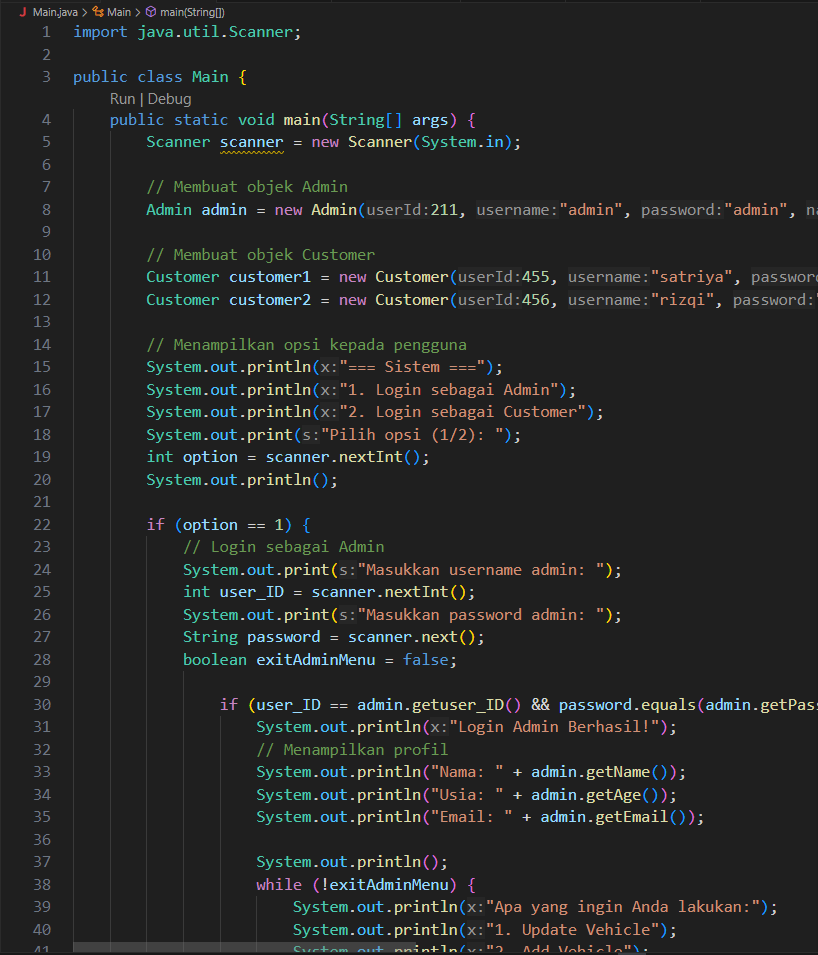 Main.java > Main > main(String[])
1 import java.util.Scanner;
2
3 public class Main {
Run | Debug
4 public static void main(String[] args) {
5 Scanner scanner = new Scanner(System.in);
6
7 // Membuat objek Admin
8 Admin admin = new Admin(userId:211, username:"admin", password:"admin", na
9
10 // Membuat objek Customer
11 Customer customer1 = new Customer(userId:455, username:"satriya", password
12 Customer customer2 = new Customer(userId:456, username:"rizqi", password:"
13
14 // Menampilkan opsi kepada pengguna
15 System.out.println(x:"=== Sistem ===");
16 System.out.println(x:"1. Login sebagai Admin");
17 System.out.println(x:"2. Login sebagai Customer");
18 System.out.print(s:"Pilih opsi (1/2): ");
19 int option = scanner.nextInt();
20 System.out.println();
21
22 if (option == 1) {
23 // Login sebagai Admin
24 System.out.print(s:"Masukkan username admin: ");
25 int user_ID = scanner.nextInt();
26 System.out.print(s:"Masukkan password admin: ");
27 String password = scanner.next();
28 boolean exitAdminMenu = false;
29
30 if (user_ID == admin.getuser_ID() && password.equals(admin.getPas
31 System.out.println(x:"Login Admin Berhasil!");
32 // Menampilkan profil
33 System.out.println("Nama: " + admin.getName());
34 System.out.println("Usia: " + admin.getAge());
35 System.out.println("Email: " + admin.getEmail());
36
37 System.out.println();
38 while (!exitAdminMenu) {
39 System.out.println(x:"Apa yang ingin Anda lakukan:");
40 System.out.println(x:"1. Update Vehicle");
41 System.out.println(x:"2. Add Vehicle");